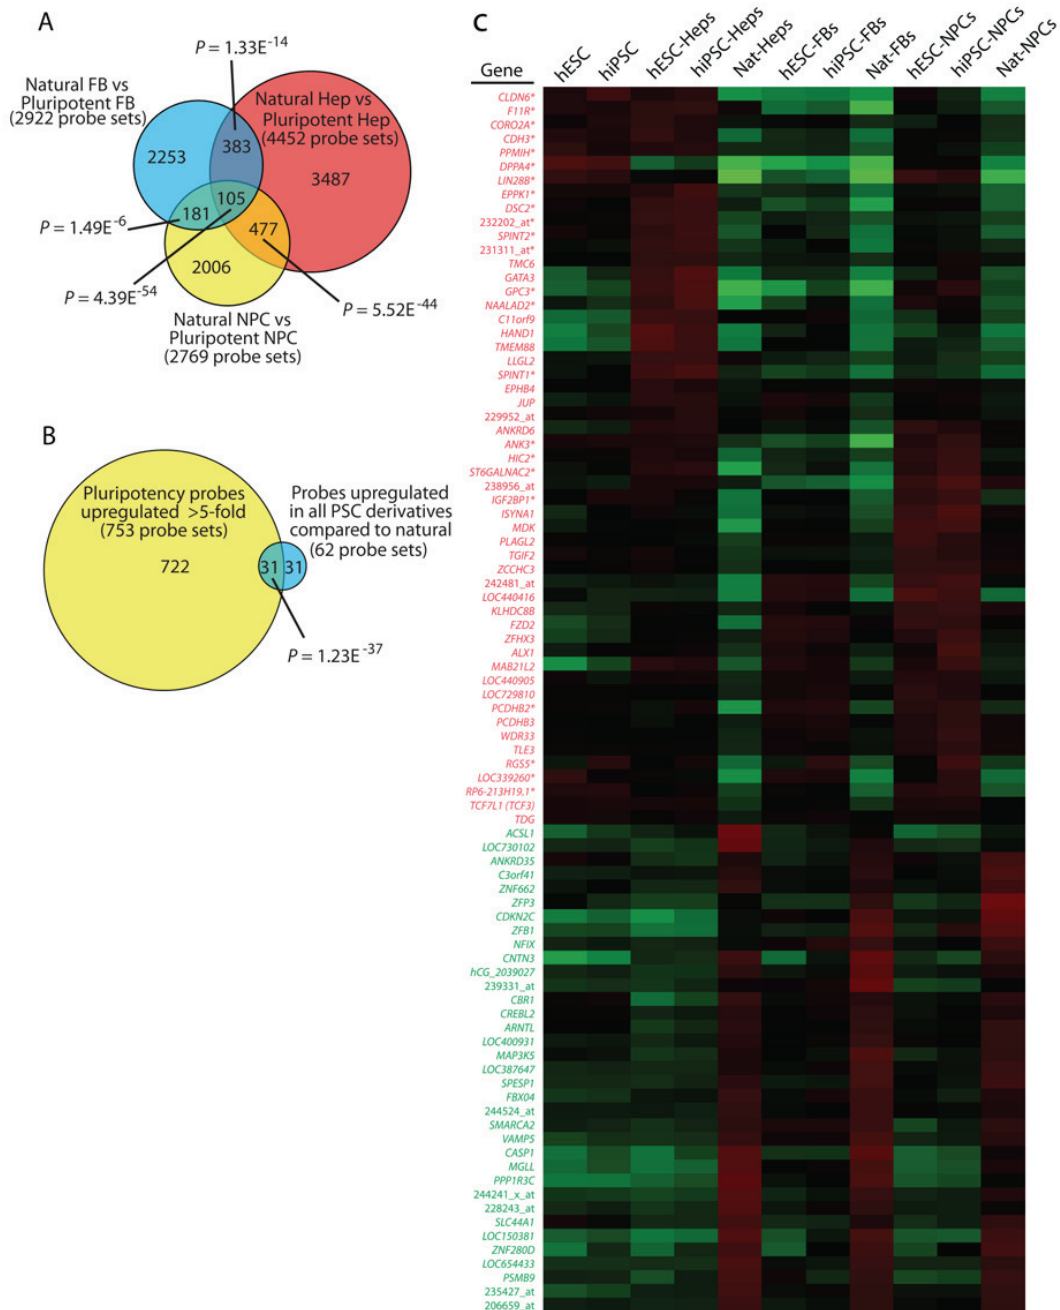 A
P = 1.33E-14
Natural FB vs
Pluripotent FB
(2922 probe sets)
Natural Hep vs
Pluripotent Hep
(4452 probe sets)
2253
383
3487
105
181
477
P = 1.49E-6
2006
P = 4.39E-54
P = 5.52E-44
Natural NPC vs
Pluripotent NPC
(2769 probe sets)
B
Pluripotency probes
upregulated >5-fold
(753 probe sets)
Probes upregulated
in all PSC derivatives
compared to natural
(62 probe sets)
722
31
31
P = 1.23E-37
C
Gene
hESC
hiPSC
hESC-Heps
hiPSC-Heps
Nat-Heps
hESC-FBs
hiPSC-FBs
Nat-FBs
hESC-NPCs
hiPSC-NPCs
Nat-NPCs
CLDN6*
F11R*
CORO2A*
CDH3*
PPMIH*
DPPA4*
LIN28B*
EPPK1*
DSC2*
232202_at*
SPINT2*
231311_at*
TMC6
GATA3
GPC3*
NAALAD2*
C11orf9
HAND1
TMEM88
LLGL2
SPINT1*
EPHB4
JUP
229952_at
ANKRD6
ANK3*
HIC2*
ST6GALNAC2*
238956_at
IGF2BP1*
ISYNA1
MDK
PLAGL2
TGIF2
ZCCHC3
242481_at
LOC440416
KLHDC8B
FZD2
ZFHX3
ALX1
MAB21L2
LOC440905
LOC729810
PCDHB2*
PCDHB3
WDR33
TLE3
RGS5*
LOC339260*
RP6-213H19.1*
TCF7L1 (TCF3)
TDG
ACSL1
LOC730102
ANKRD35
C3orf41
ZNF662
ZFP3
CDKN2C
ZFB1
NFIX
CNTN3
hCG_2039027
239331_at
CBR1
CREBL2
ARNTL
LOC400931
MAP3K5
LOC387647
SPESP1
FBX04
244524_at
SMARCA2
VAMP5
CASP1
MGLL
PPP1R3C
244241_x_at
228243_at
SLC44A1
LOC150381
ZNF280D
LOC654433
PSMB9
235427_at
206659_at